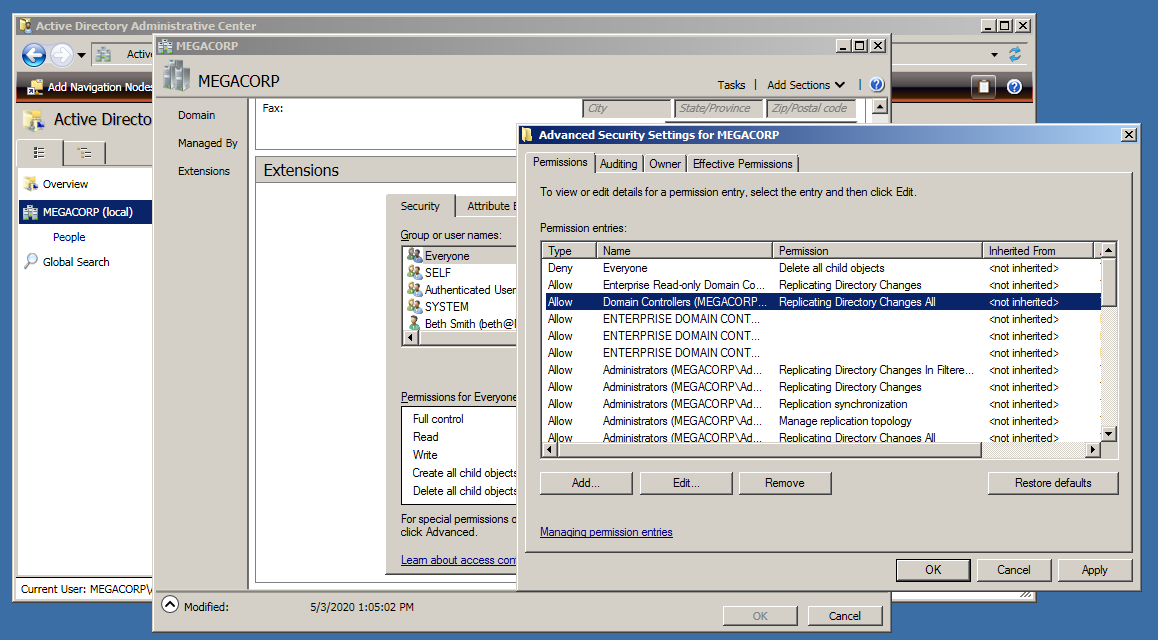 Active Directory Administrative Center
Activ
Add Navigation Nodes
Active Directo
Overview
MEGACORP (local)
People
Global Search
Current User: MEGACORP\
MEGACORP
MEGACORP
Tasks | Add Sections |
Domain
Managed By
Extensions
Fax:
City
State/Province
Zip/Postal code
Extensions
Security
Attribute E
Group or user names:
Everyone
SELF
Authenticated User
SYSTEM
Beth Smith (beth@
Permissions for Everyone
Full control
Read
Write
Create all child objects
Delete all child objects
For special permissions o
click Advanced.
Learn about access con
Modified: 5/3/2020 1:05:02 PM
OK
Cancel
Advanced Security Settings for MEGACORP
Permissions
Auditing
Owner
Effective Permissions
To view or edit details for a permission entry, select the entry and then click Edit.
Permission entries:
Type Name Permission Inherited From
Deny Everyone Delete all child objects <not inherited>
Allow Enterprise Read-only Domain Co... Replicating Directory Changes <not inherited>
Allow Domain Controllers (MEGACORP... Replicating Directory Changes All <not inherited>
Allow ENTERPRISE DOMAIN CONT... <not inherited>
Allow ENTERPRISE DOMAIN CONT... <not inherited>
Allow ENTERPRISE DOMAIN CONT... <not inherited>
Allow Administrators (MEGACORP\Ad... Replicating Directory Changes In Filtere... <not inherited>
Allow Administrators (MEGACORP\Ad... Replicating Directory Changes <not inherited>
Allow Administrators (MEGACORP\Ad... Replication synchronization <not inherited>
Allow Administrators (MEGACORP\Ad... Manage replication topology <not inherited>
Allow Administrators (MEGACORP\Ad... Replicating Directory Changes All <not inherited>
Add...
Edit...
Remove
Restore defaults
Managing permission entries
OK
Cancel
Apply